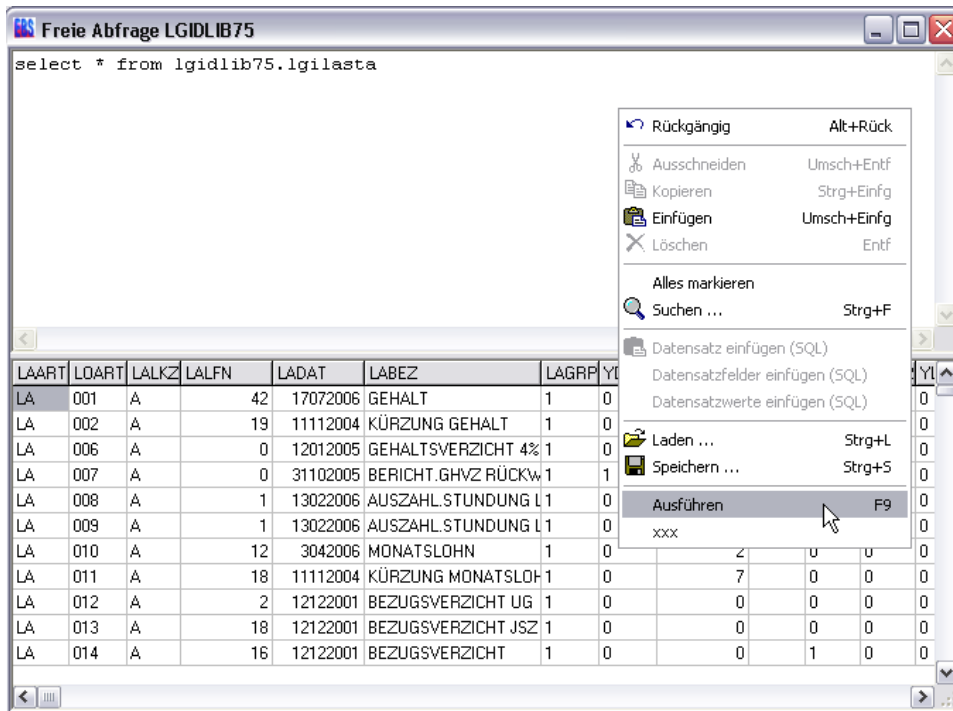 EBS Freie Abfrage LGIDLIB75
select * from lgidlib75.lgilasta
Rückgängig Alt+Rück
Ausschneiden Umsch+Entf
Kopieren Strg+Einfg
Einfügen Umsch+Einfg
Löschen Entf
Alles markieren
Suchen ... Strg+F
Datensatz einfügen (SQL)
Datensatzfelder einfügen (SQL)
Datensatzwerte einfügen (SQL)
Laden ... Strg+L
Speichern ... Strg+S
Ausführen F9
xxx
LAART LOART LALKZ LALFN LADAT LABEZ LAGRP
LA 001 A 42 17072006 GEHALT 1 0 0
LA 002 A 19 11112004 KÜRZUNG GEHALT 1 0 0
LA 006 A 0 12012005 GEHALTSVERZICHT 4% 1 0 0
LA 007 A 0 31102005 BERICHT.GHVZ RÜCKW 1 1 0
LA 008 A 1 13022006 AUSZAHL.STUNDUNG L 1 0 0
LA 009 A 1 13022006 AUSZAHL.STUNDUNG L 1 0 0
LA 010 A 12 3042006 MONATSLOHN 1 0 2 0 0 0
LA 011 A 18 11112004 KÜRZUNG MONATSLOH 1 0 7 0 0 0
LA 012 A 2 12122001 BEZUGSVERZICHT UG 1 0 0 0 0 0
LA 013 A 18 12122001 BEZUGSVERZICHT JSZ 1 0 0 0 0 0
LA 014 A 16 12122001 BEZUGSVERZICHT 1 0 0 1 0 0